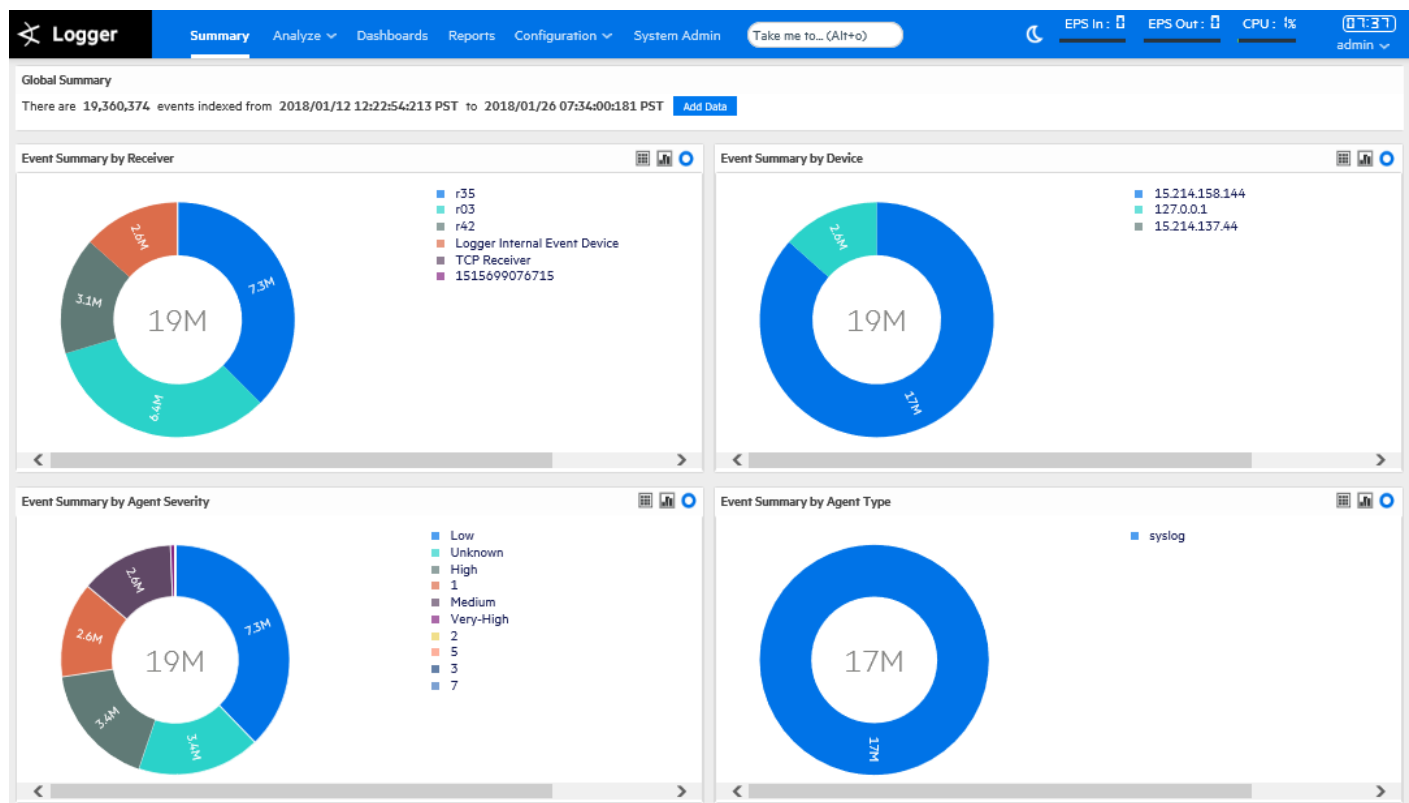 Logger Summary Analyze Dashboards Reports Configuration System Admin Take me to... (Alt+o) EPS In : 0 EPS Out : 0 CPU : 1% 07:37
admin
Global Summary
There are 19,360,374 events indexed from 2018/01/12 12:22:54:213 PST to 2018/01/26 07:34:00:181 PST Add Data
Event Summary by Receiver
7.3M
6.4M
3.1M
2.6M
19M
r35
r03
r42
Logger Internal Event Device
TCP Receiver
1515699076715
Event Summary by Device
2.6M
17M
19M
15.214.158.144
127.0.0.1
15.214.137.44
Event Summary by Agent Severity
7.3M
3.4M
3.4M
2.6M
2.6M
19M
Low
Unknown
High
1
Medium
Very-High
2
5
3
7
Event Summary by Agent Type
17M
17M
syslog